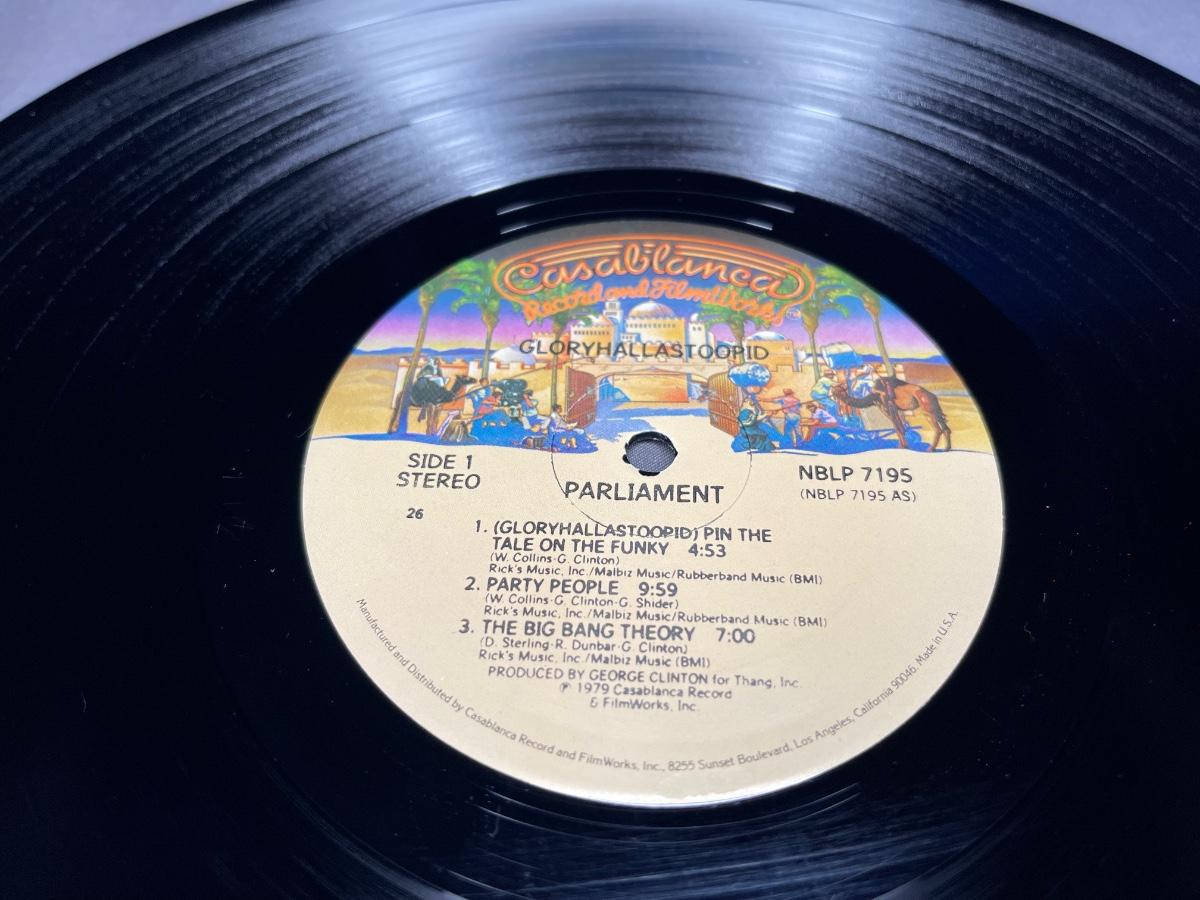 Casablanca
Record and FilmWorks
GLORYHALLASTOOPID
SIDE 1
STEREO
NBLP 7195
(NBLP 7195 AS)
26
PARLIAMENT
1. (GLORYHALLASTOOPID) PIN THE
TALE ON THE FUNKY 4:53
(W. Collins-G. Clinton)
Rick's Music, Inc./Malbiz Music/Rubberband Music (BMI)
2. PARTY PEOPLE 9:59
(W. Collins-G. Clinton-G. Shider)
Rick's Music, Inc./Malbiz Music/Rubberband Music (BMI)
3. THE BIG BANG THEORY 7:00
(D. Sterling-R. Dunbar-G. Clinton)
Rick's Music, Inc./Malbiz Music (BMI)
PRODUCED BY GEORGE CLINTON for Thang, Inc.
℗ 1979 Casablanca Record
& FilmWorks, Inc.
Manufactured and Distributed by Casablanca Record and FilmWorks, Inc., 8255 Sunset Boulevard, Los Angeles, California 90046. Made in U.S.A.